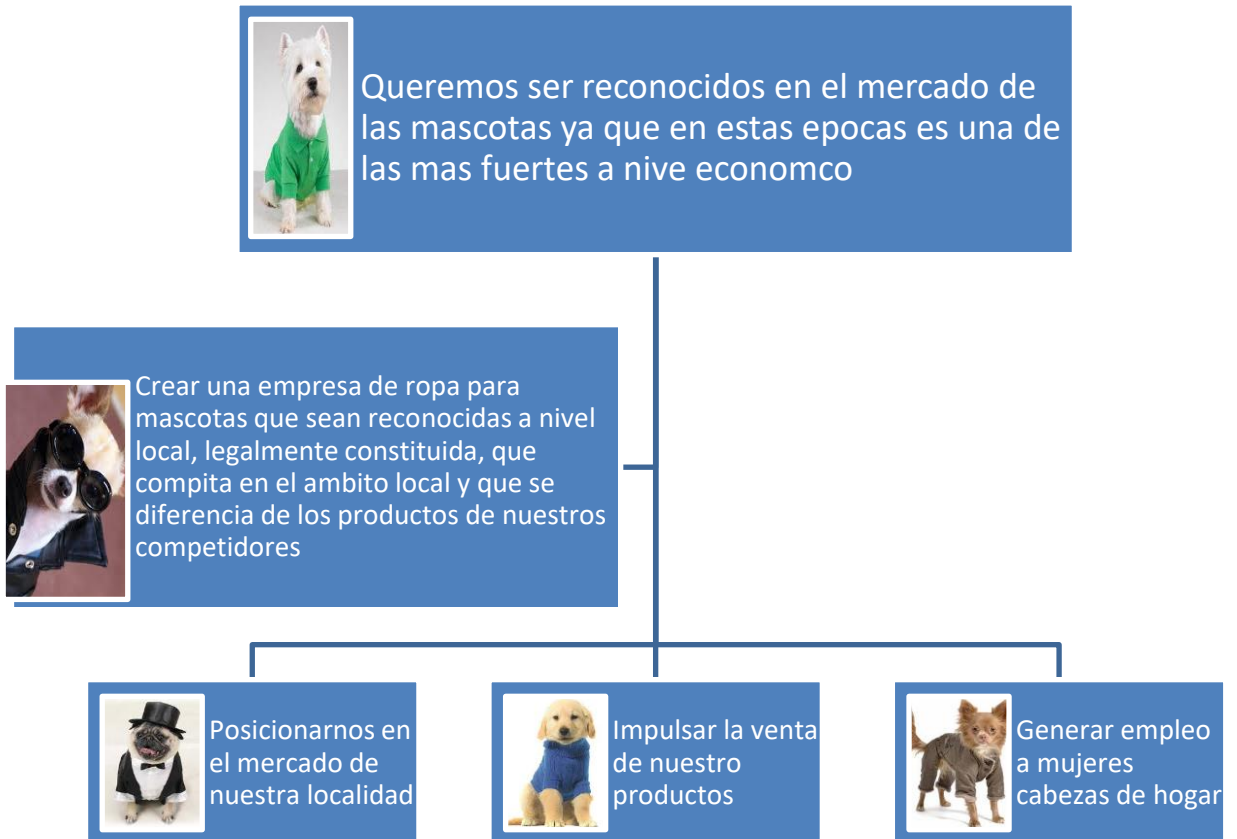 Queremos ser reconocidos en el mercado de
las mascotas ya que en estas epocas es una de
las mas fuertes a nive economco
Crear una empresa de ropa para
mascotas que sean reconocidas a nivel
local, legalmente constituida, que
compita en el ambito local y que se
diferencia de los productos de nuestros
competidores
Posicionarnos en
el mercado de
nuestra localidad
Impulsar la venta
de nuestro
productos
Generar empleo
a mujeres
cabezas de hogar